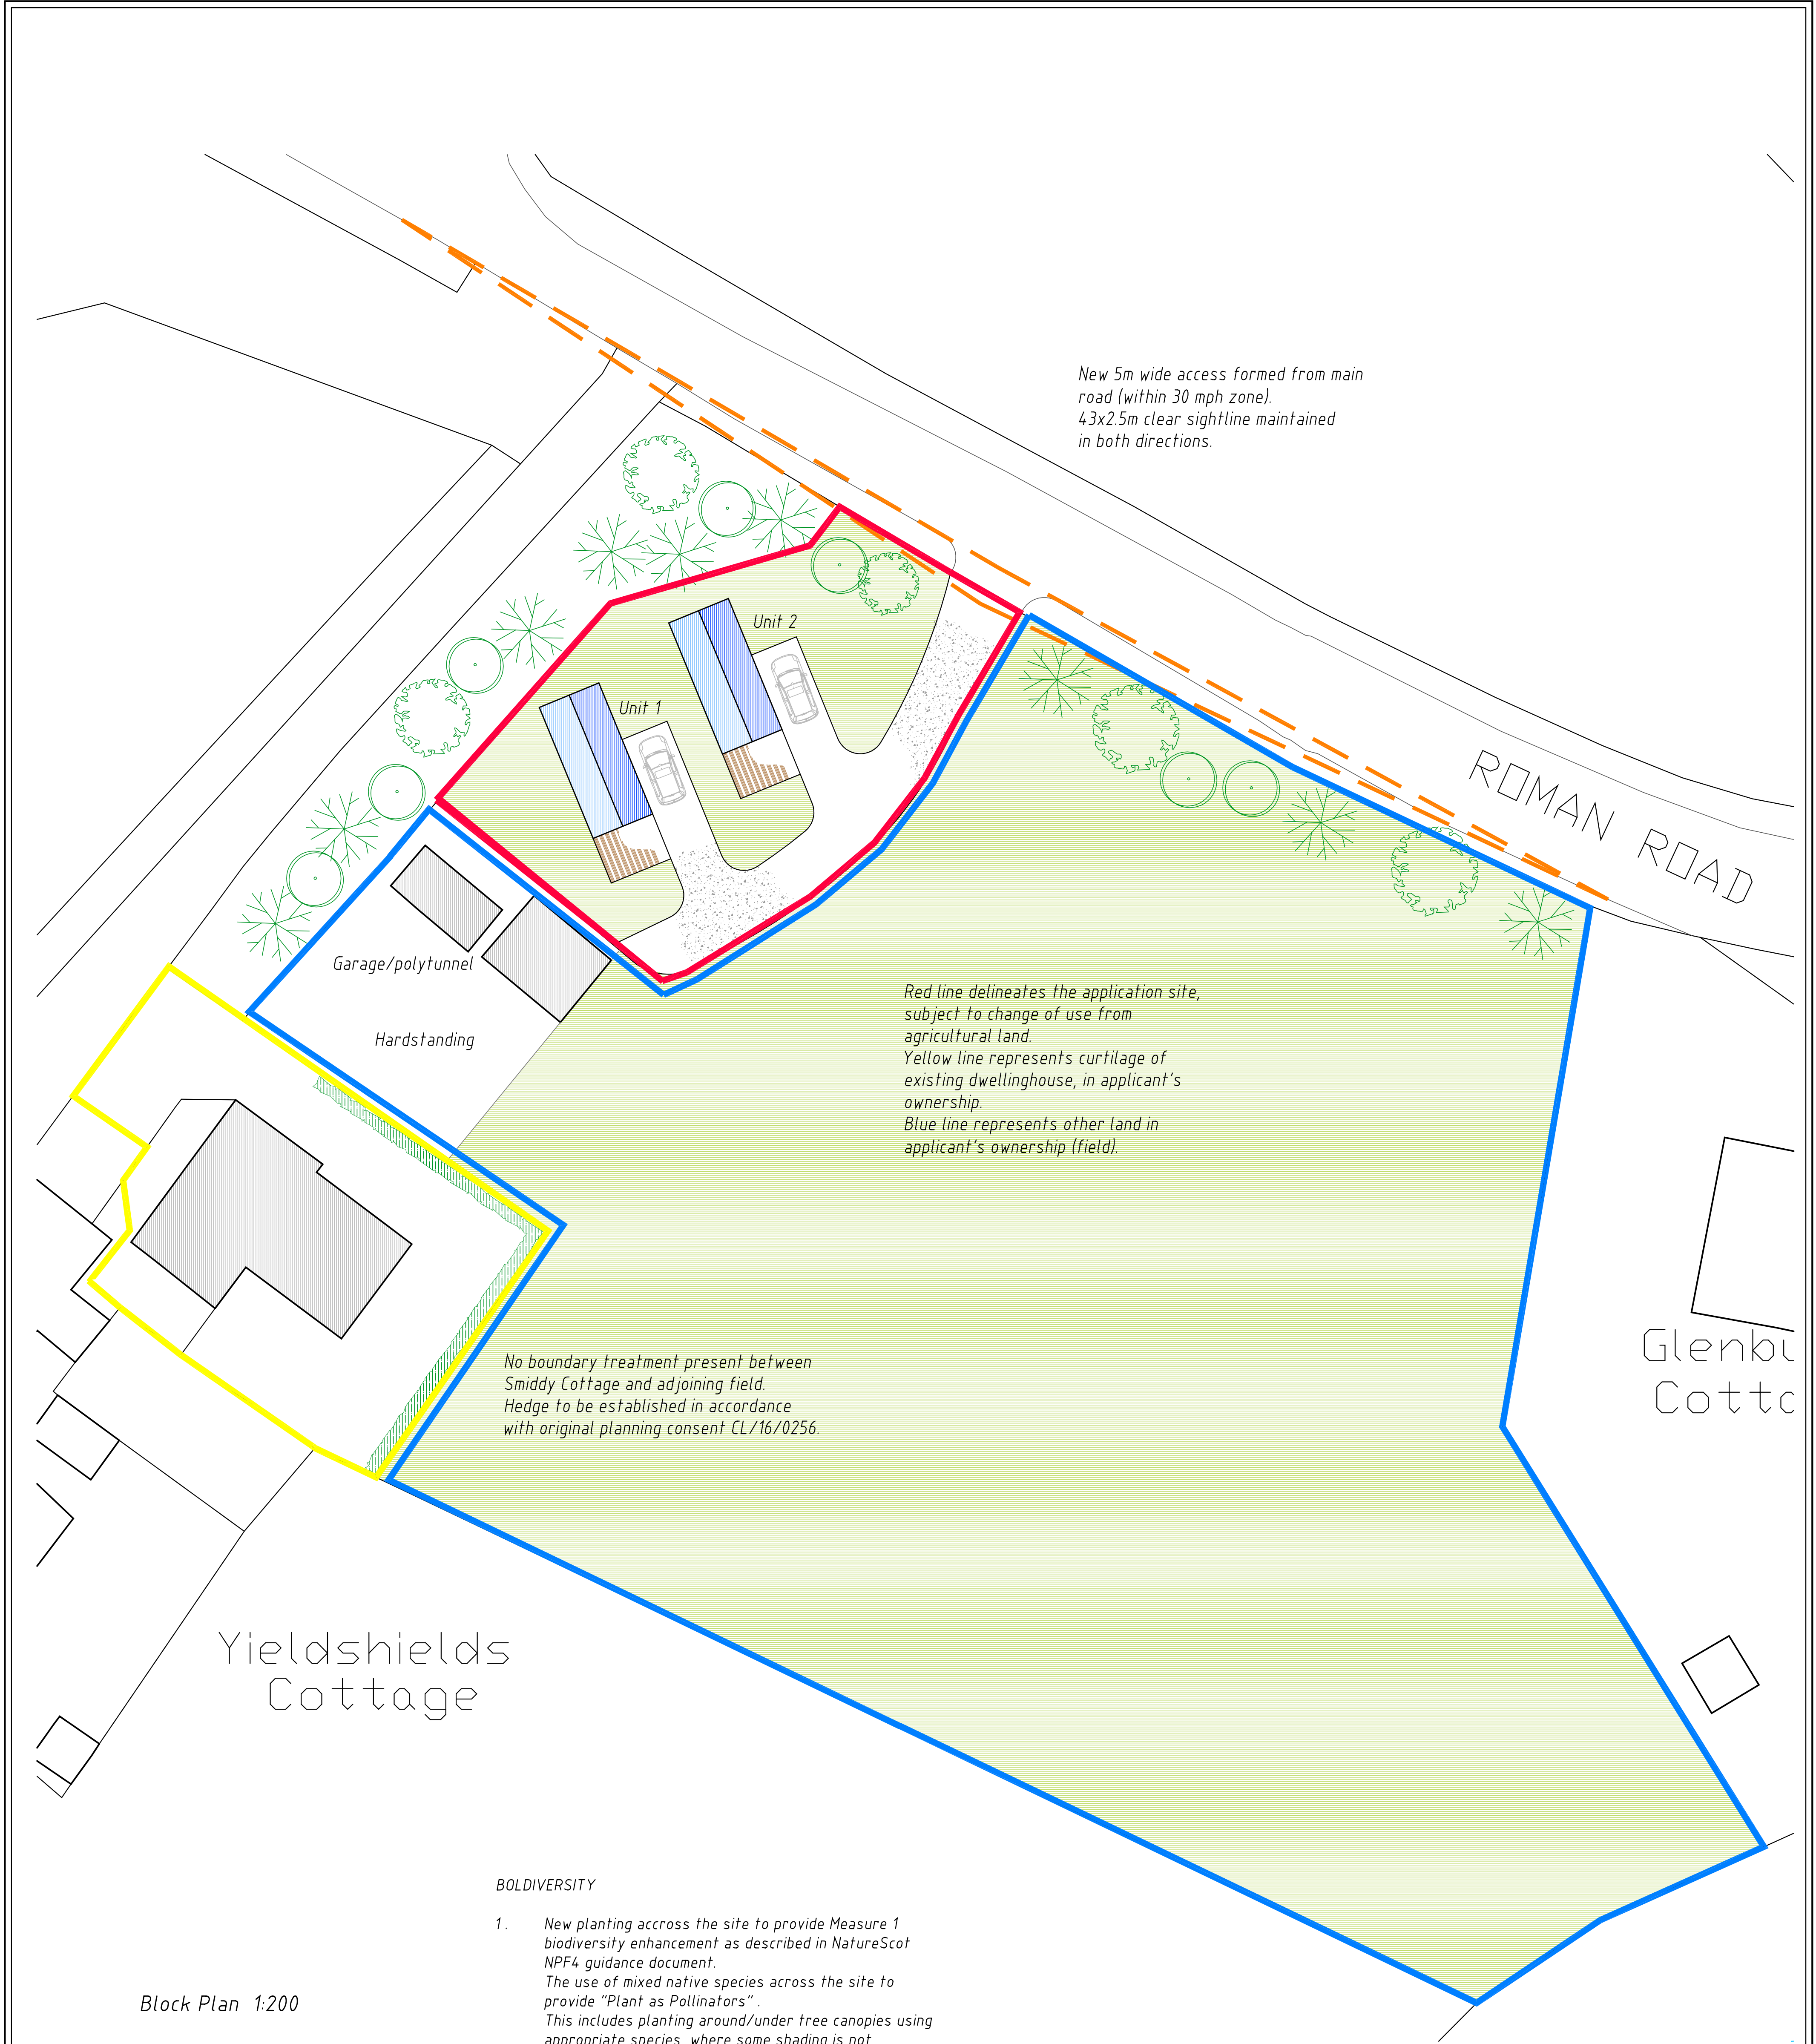 New 5m wide access formed from main
road (within 30 mph zone).
43x2.5m clear sightline maintained
in both directions.
Unit 2
Unit 1
ROMAN ROAD
Garage/polytunnel
Hardstanding
Red line delineates the application site,
subject to change of use from
agricultural land.
Yellow line represents curtilage of
existing dwellinghouse, in applicant's
ownership.
Blue line represents other land in
applicant's ownership (field).
No boundary treatment present between
Smiddy Cottage and adjoining field.
Hedge to be established in accordance
with original planning consent CL/16/0256.
Yieldshields
Cottage
BOLDIVERSITY
1. New planting accross the site to provide Measure 1
biodiversity enhancement as described in NatureScot
NPF4 guidance document.
The use of mixed native species across the site to
provide "Plant as Pollinators" .
This includes planting around/under tree canopies using
appropriate species, where some shading is not
Block Plan 1:200